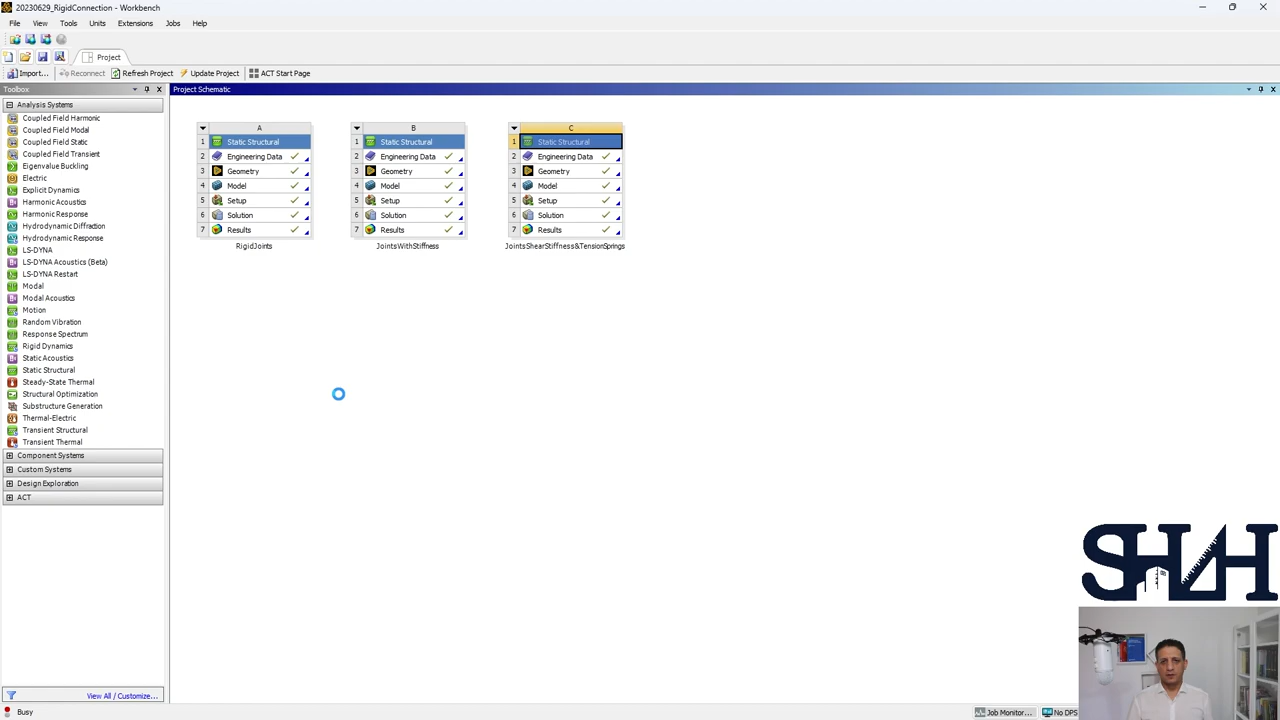 20230629_RigidConnection - Workbench
File View Tools Units Extensions Jobs Help
Project
Import... Reconnect Refresh Project Update Project ACT Start Page
Toolbox
Project Schematic
Analysis Systems
Coupled Field Harmonic
Coupled Field Modal
Coupled Field Static
Coupled Field Transient
Eigenvalue Buckling
Electric
Explicit Dynamics
Harmonic Acoustics
Harmonic Response
Hydrodynamic Diffraction
Hydrodynamic Response
LS-DYNA
LS-DYNA Acoustics (Beta)
LS-DYNA Restart
Modal
Modal Acoustics
Motion
Random Vibration
Response Spectrum
Rigid Dynamics
Static Acoustics
Static Structural
Steady-State Thermal
Structural Optimization
Substructure Generation
Thermal-Electric
Transient Structural
Transient Thermal
Component Systems
Custom Systems
Design Exploration
ACT
View All / Customize...
A
1 Static Structural
2 Engineering Data
3 Geometry
4 Model
5 Setup
6 Solution
7 Results
RigidJoints
B
1 Static Structural
2 Engineering Data
3 Geometry
4 Model
5 Setup
6 Solution
7 Results
JointsWithStiffness
C
1 Static Structural
2 Engineering Data
3 Geometry
4 Model
5 Setup
6 Solution
7 Results
JointsShearStiffness&TensionSprings
Busy
Job Monitor... No DPS